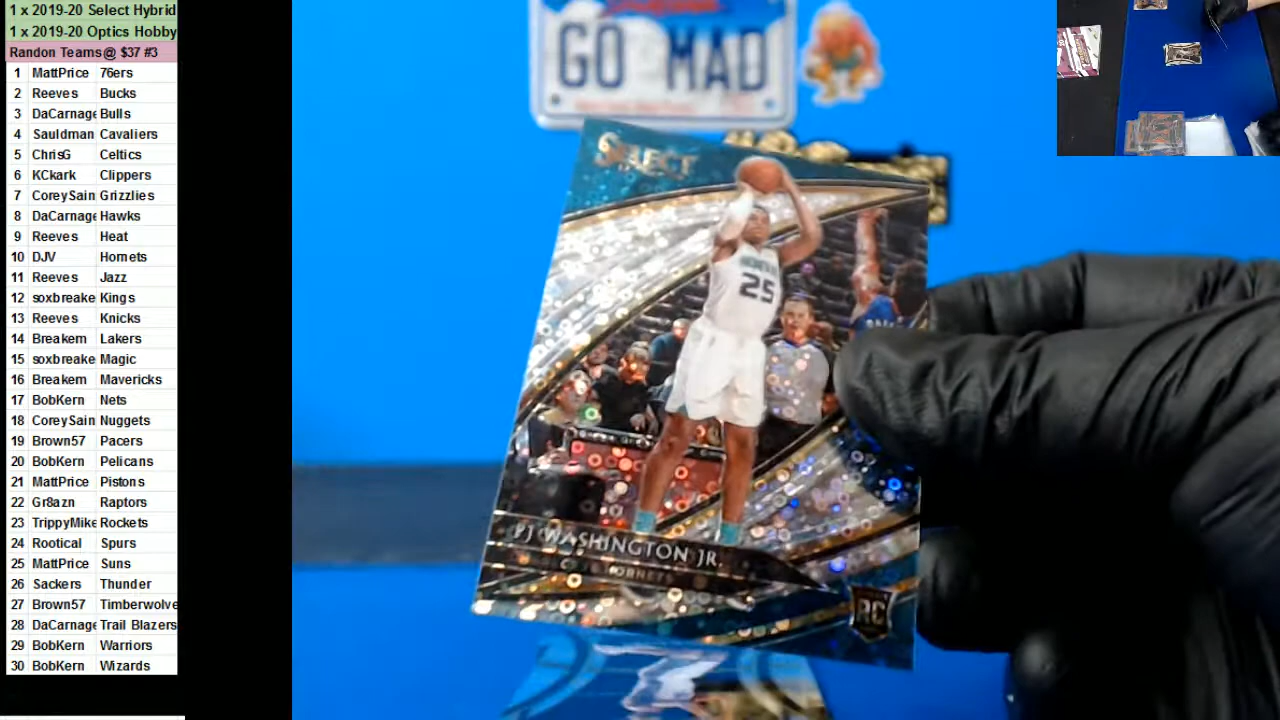 1 x 2019-20 Select Hybrid
1 x 2019-20 Optics Hobby
Randon Teams@ $37 #3
1 MattPrice 76ers
2 Reeves Bucks
3 DaCarnage Bulls
4 Sauldman Cavaliers
5 ChrisG Celtics
6 KCkark Clippers
7 CoreySain Grizzlies
8 DaCarnage Hawks
9 Reeves Heat
10 DJV Hornets
11 Reeves Jazz
12 soxbreake Kings
13 Reeves Knicks
14 Breakem Lakers
15 soxbreake Magic
16 Breakem Mavericks
17 BobKern Nets
18 CoreySain Nuggets
19 Brown57 Pacers
20 BobKern Pelicans
21 MattPrice Pistons
22 Gr8azn Raptors
23 TrippyMike Rockets
24 Rootical Spurs
25 MattPrice Suns
26 Sackers Thunder
27 Brown57 Timberwolve
28 DaCarnage Trail Blazers
29 BobKern Warriors
30 BobKern Wizards
GO MAD
SELECT
25
PJ WASHINGTON JR.
HORNETS
RC